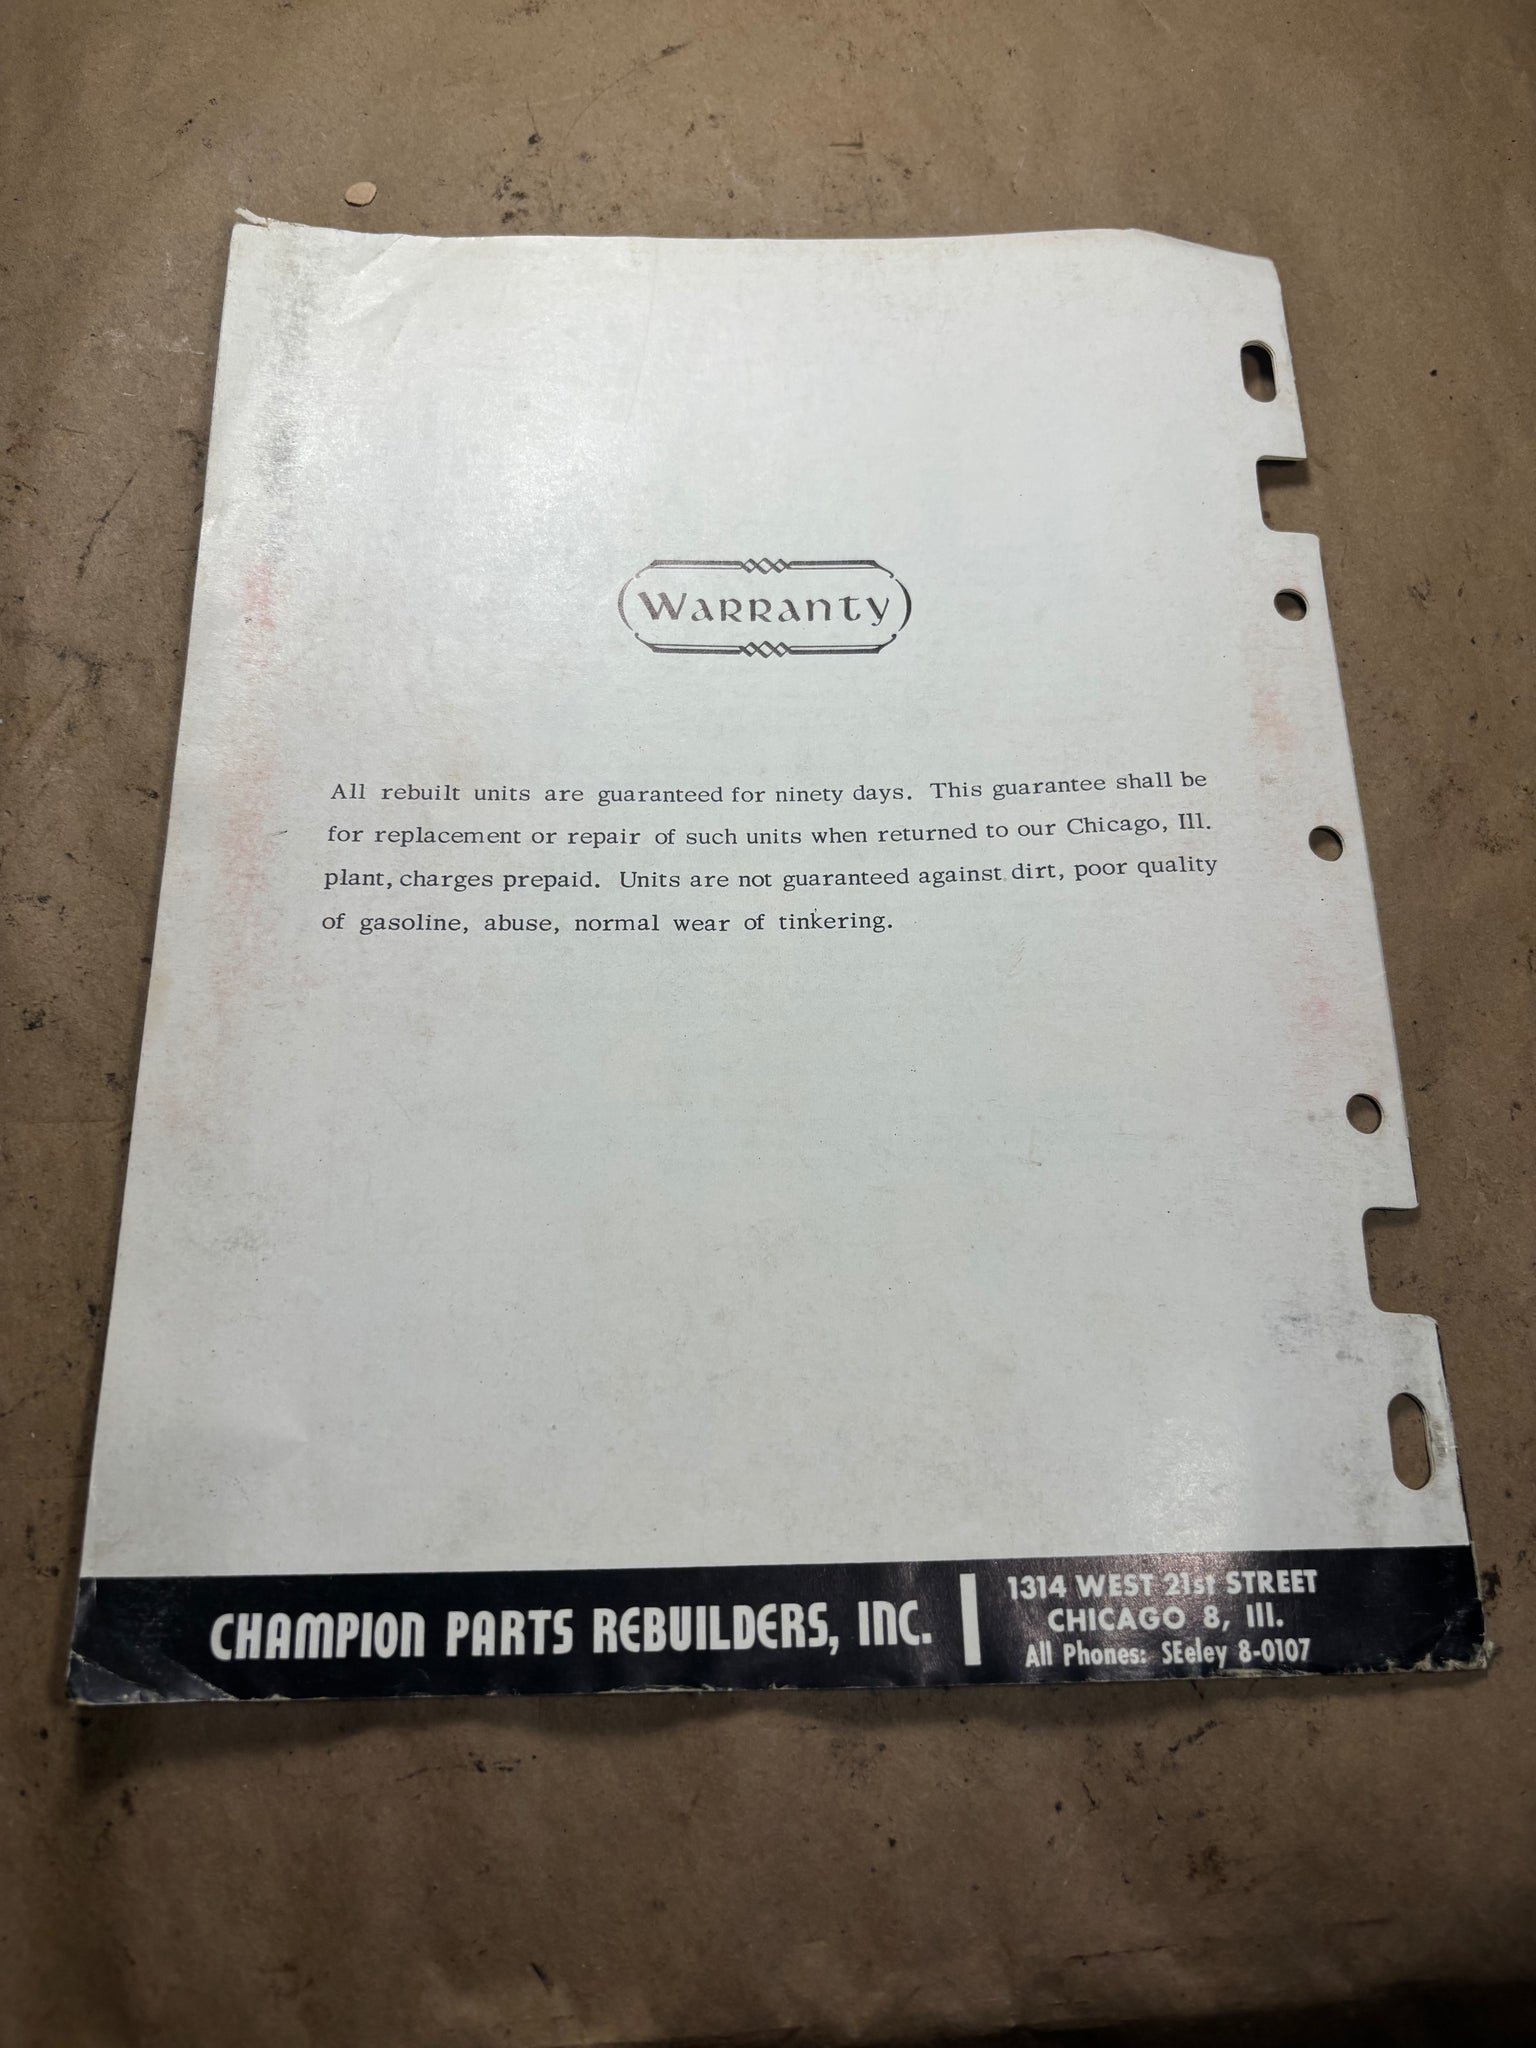 Warranty
All rebuilt units are guaranteed for ninety days. This guarantee shall be
for replacement or repair of such units when returned to our Chicago, Ill.
plant, charges prepaid. Units are not guaranteed against dirt, poor quality
of gasoline, abuse, normal wear of tinkering.
CHAMPION PARTS REBUILDERS, INC.
1314 WEST 21st STREET
CHICAGO 8, Ill.
All Phones: SEeley 8-0107